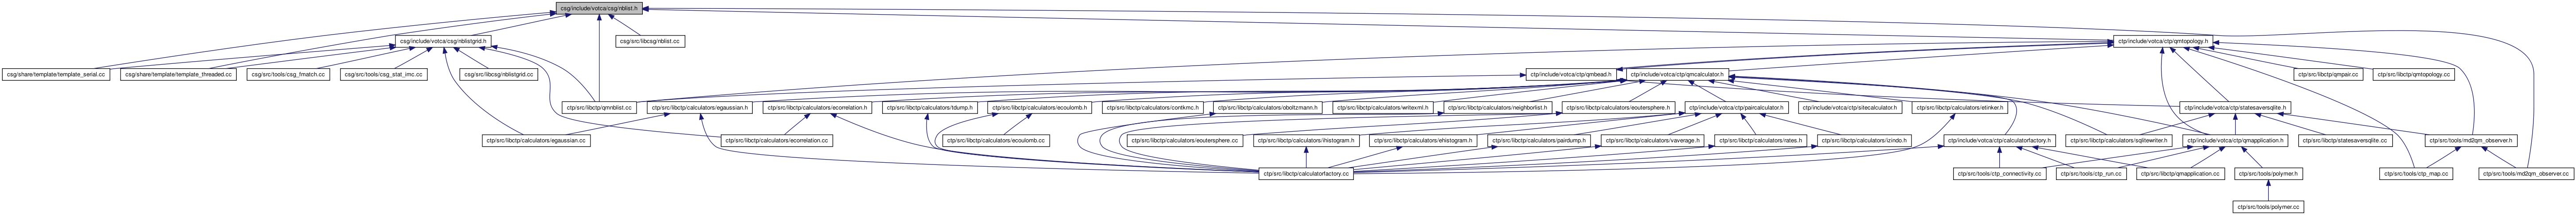 csg/include/votca/csg/nblist.h
csg/include/votca/csg/nblistgrid.h
csg/src/libcsg/nblist.cc
ctp/include/votca/ctp/qmtopology.h
csg/share/template/template_serial.cc
csg/share/template/template_threaded.cc
csg/src/tools/csg_fmatch.cc
csg/src/tools/csg_stat_imc.cc
csg/src/libcsg/nblistgrid.cc
ctp/include/votca/ctp/qmbead.h
ctp/include/votca/ctp/qmcalculator.h
ctp/src/libctp/qmpair.cc
ctp/src/libctp/qmtopology.cc
ctp/src/libctp/qmnblist.cc
ctp/src/libctp/calculators/egaussian.h
ctp/src/libctp/calculators/ecorrelation.h
ctp/src/libctp/calculators/tdump.h
ctp/src/libctp/calculators/ecoulomb.h
ctp/src/libctp/calculators/contkmc.h
ctp/src/libctp/calculators/oboltzmann.h
ctp/src/libctp/calculators/writexml.h
ctp/src/libctp/calculators/neighborlist.h
ctp/src/libctp/calculators/eoutersphere.h
ctp/include/votca/ctp/paircalculator.h
ctp/include/votca/ctp/sitecalculator.h
ctp/src/libctp/calculators/etinker.h
ctp/include/votca/ctp/statesaversqlite.h
ctp/src/libctp/calculators/egaussian.cc
ctp/src/libctp/calculators/ecorrelation.cc
ctp/src/libctp/calculators/ecoulomb.cc
ctp/src/libctp/calculators/eoutersphere.cc
ctp/src/libctp/calculators/lhistogram.h
ctp/src/libctp/calculators/ehistogram.h
ctp/src/libctp/calculators/pairdump.h
ctp/src/libctp/calculators/vaverage.h
ctp/src/libctp/calculators/rates.h
ctp/src/libctp/calculators/izindo.h
ctp/include/votca/ctp/calculatorfactory.h
ctp/src/libctp/calculators/sqlitewriter.h
ctp/include/votca/ctp/qmapplication.h
ctp/src/libctp/statesaversqlite.cc
ctp/src/tools/md2qm_observer.h
ctp/src/libctp/calculatorfactory.cc
ctp/src/tools/ctp_connectivity.cc
ctp/src/tools/ctp_run.cc
ctp/src/libctp/qmapplication.cc
ctp/src/tools/polymer.h
ctp/src/tools/ctp_map.cc
ctp/src/tools/md2qm_observer.cc
ctp/src/tools/polymer.cc